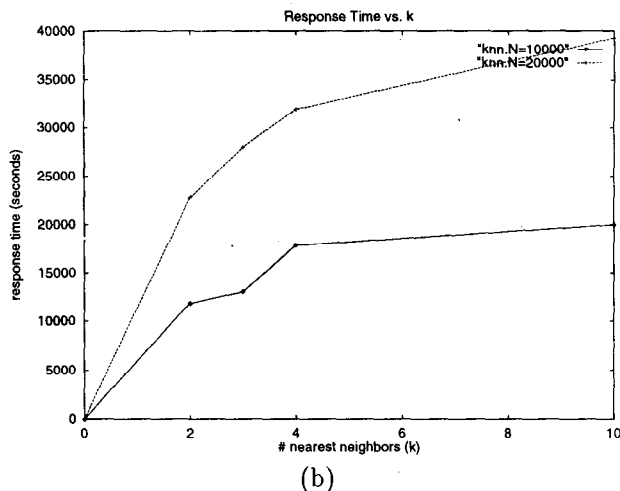 Response Time vs. k
40000
"knn.N=10000"
"knn.N=20000"
35000
30000
25000
20000
15000
10000
5000
0
response time (seconds)
0
2
4
6
8
10
# nearest neighbors (k)
(b)